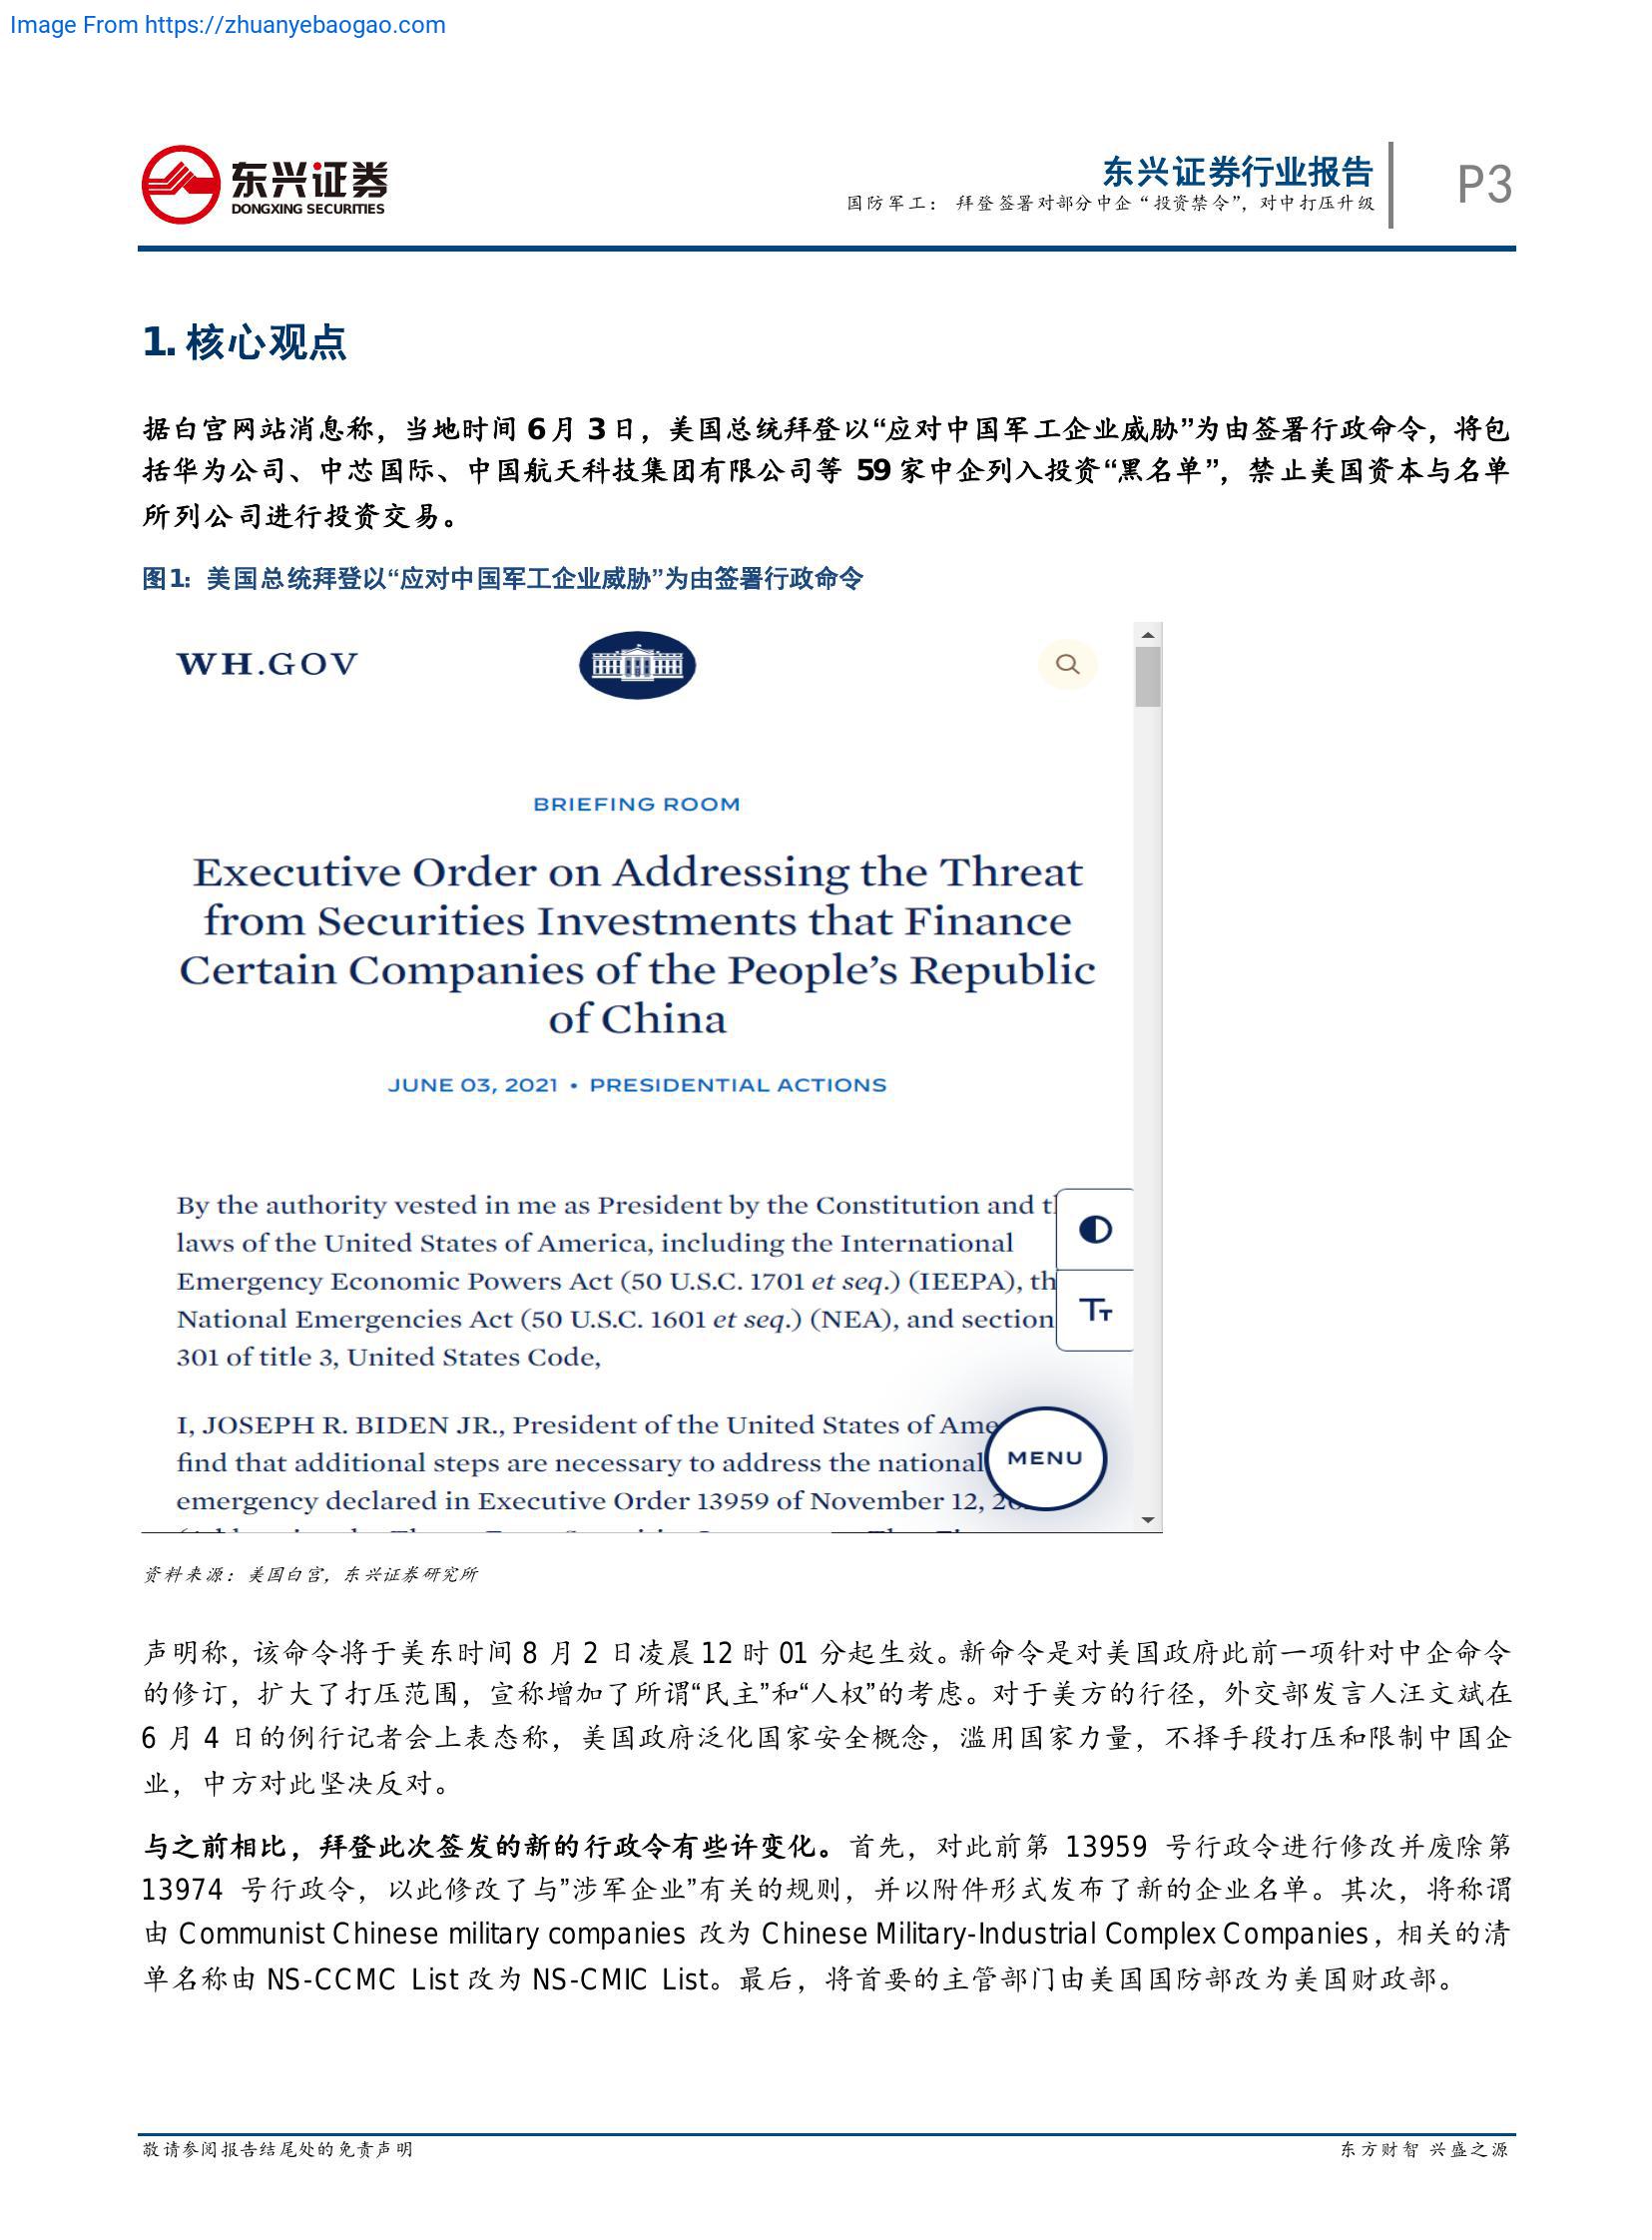 Image From https://zhuanyebaogao.com
东兴证券
DONGXING SECURITIES
东兴证券行业报告
国防军工： 拜登签署对部分中企“投资禁令”，对中打压升级
P3
1. 核心观点
据白宫网站消息称，当地时间 6 月 3 日，美国总统拜登以“应对中国军工企业威胁”为由签署行政命令，将包
括华为公司、中芯国际、中国航天科技集团有限公司等 59 家中企列入投资“黑名单”，禁止美国资本与名单
所列公司进行投资交易。
图1: 美国总统拜登以“应对中国军工企业威胁”为由签署行政命令
WH.GOV
BRIEFING ROOM
Executive Order on Addressing the Threat
from Securities Investments that Finance
Certain Companies of the People’s Republic
of China
JUNE 03, 2021 • PRESIDENTIAL ACTIONS
By the authority vested in me as President by the Constitution and
laws of the United States of America, including the International
Emergency Economic Powers Act (50 U.S.C. 1701 et seq.) (IEEPA), th
National Emergencies Act (50 U.S.C. 1601 et seq.) (NEA), and section
301 of title 3, United States Code,
Tт
I, JOSEPH R. BIDEN JR., President of the United States of Ame
find that additional steps are necessary to address the national
MENU
emergency declared in Executive Order 13959 of November 12,
资料来源：美国白宫，东兴证券研究所
声明称，该命令将于美东时间 8 月 2 日凌晨 12 时 01 分起生效。新命令是对美国政府此前一项针对中企命令
的修订，扩大了打压范围，宣称增加了所谓“民主”和“人权”的考虑。对于美方的行径，外交部发言人汪文斌在
6 月 4 日的例行记者会上表态称，美国政府泛化国家安全概念，滥用国家力量，不择手段打压和限制中国企
业，中方对此坚决反对。
与之前相比，拜登此次签发的新的行政令有些许变化。首先，对此前第 13959 号行政令进行修改并废除第
13974 号行政令，以此修改了与”涉军企业”有关的规则，并以附件形式发布了新的企业名单。其次，将称谓
由 Communist Chinese military companies 改为 Chinese Military-Industrial Complex Companies，相关的清
单名称由 NS-CCMC List 改为 NS-CMIC List。最后，将首要的主管部门由美国国防部改为美国财政部。
敬请参阅报告结尾处的免责声明
东方财智 兴盛之源